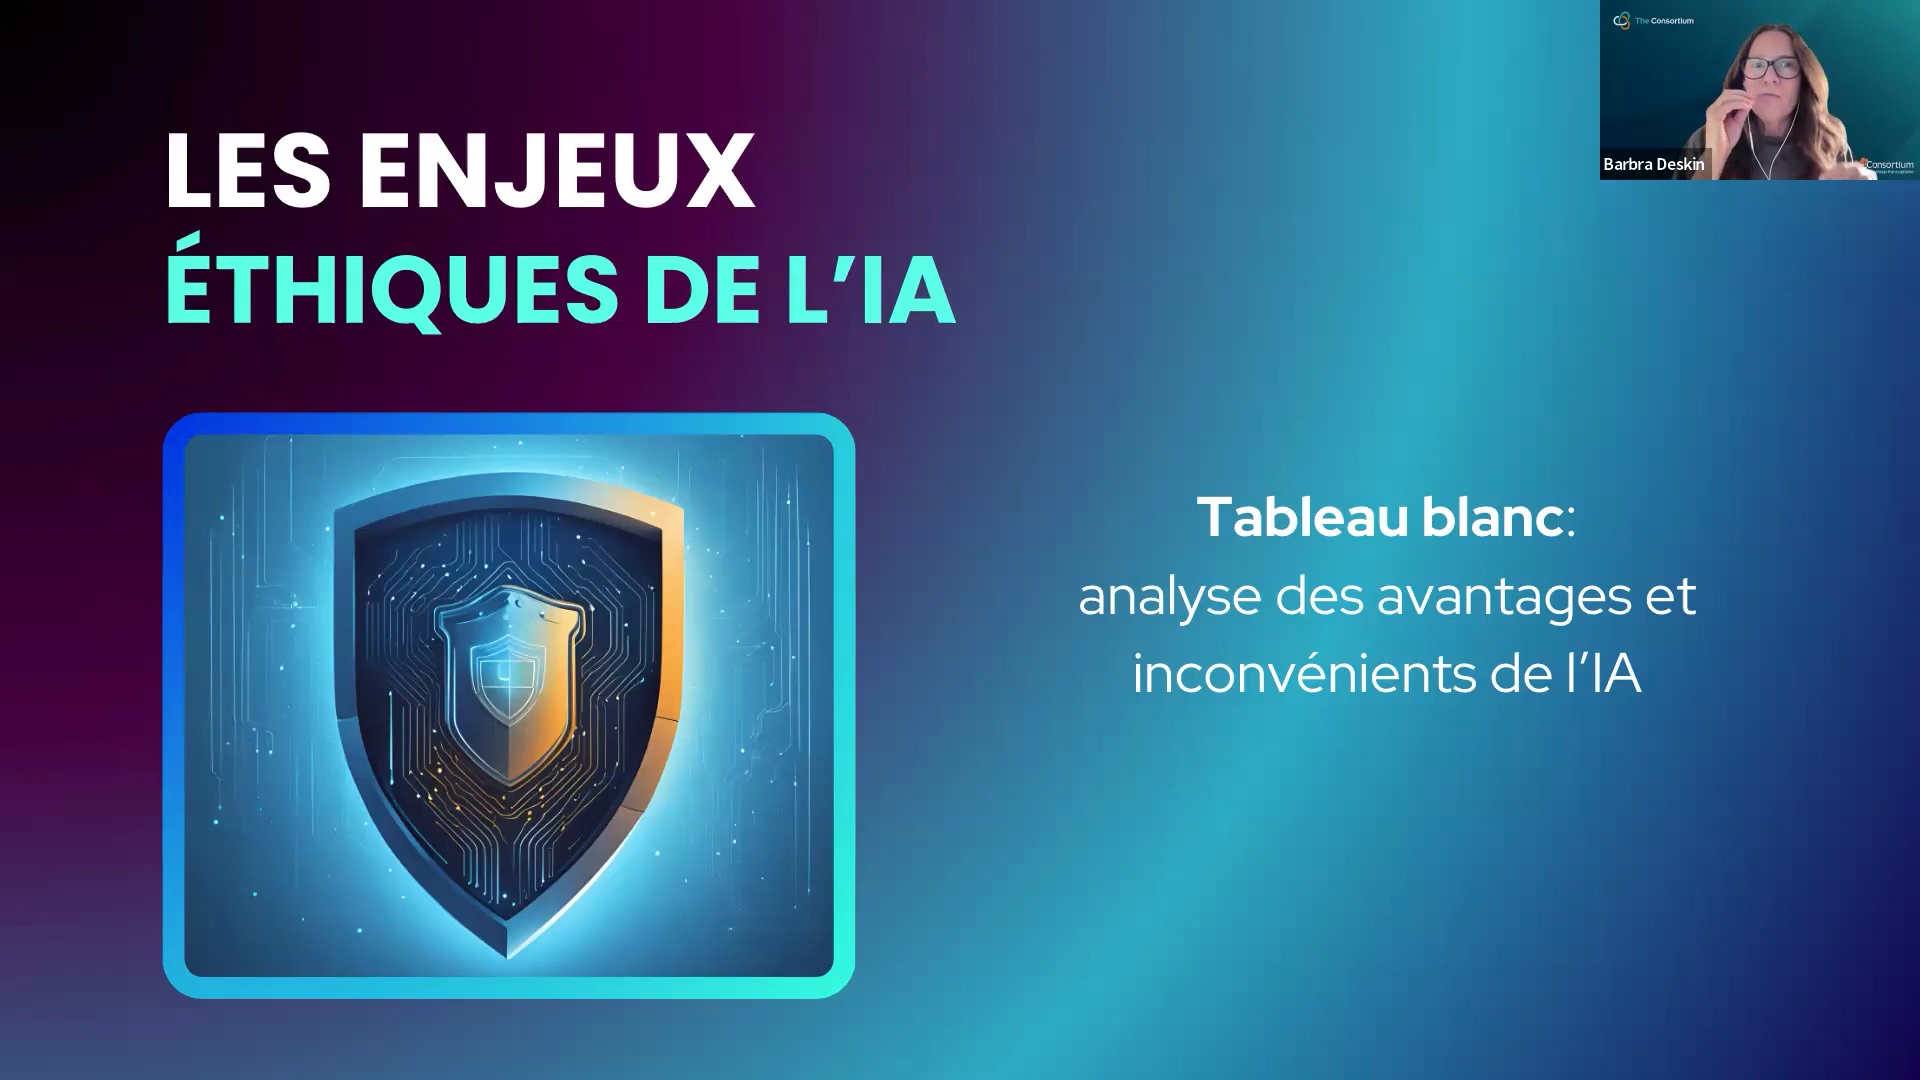 LES ENJEUX
ÉTHIQUES DE L’IA
Tableau blanc:
analyse des avantages et
inconvénients de l’IA
The Consortium
Barbra Deskin
Consortium